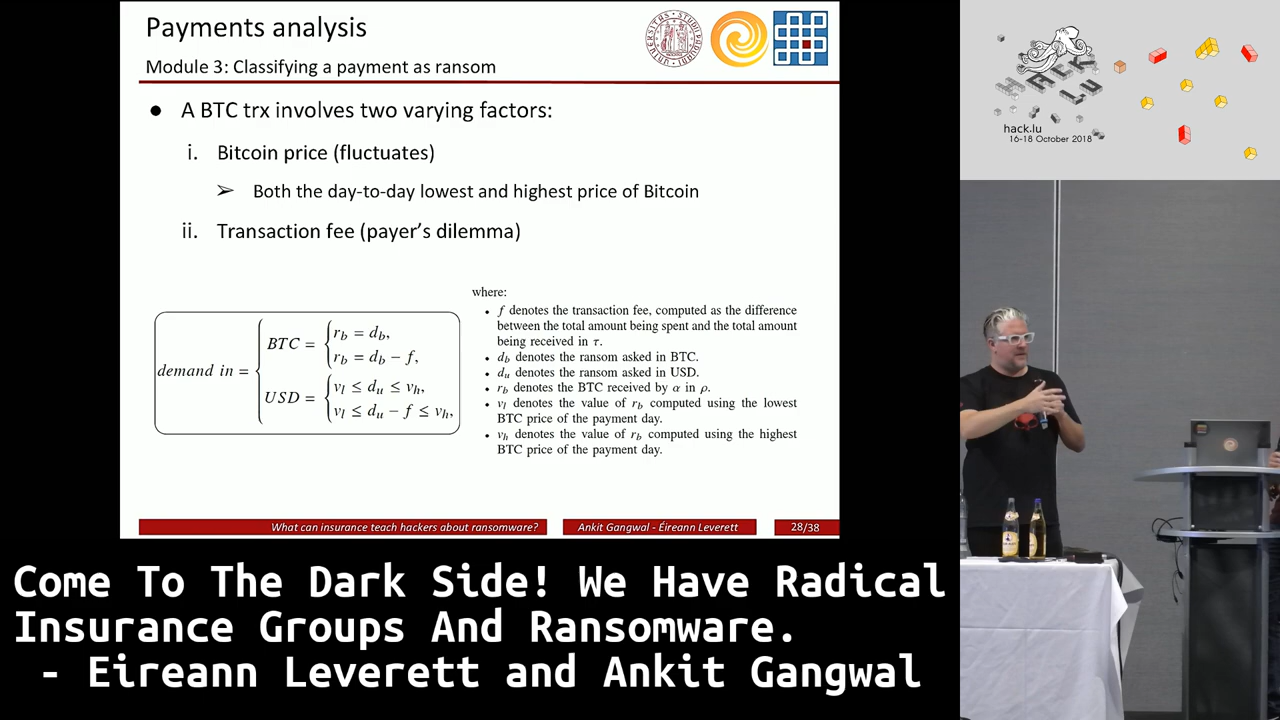 Payments analysis
Module 3: Classifying a payment as ransom
● A BTC trx involves two varying factors:
i. Bitcoin price (fluctuates)
➢ Both the day-to-day lowest and highest price of Bitcoin
ii. Transaction fee (payer's dilemma)
demand in = { BTC = { r_b = d_b,
r_b = d_b − f,
USD = { v_l ≤ d_u ≤ v_h,
v_l ≤ d_u − f ≤ v_h,
where:
• f denotes the transaction fee, computed as the difference
between the total amount being spent and the total amount
being received in τ.
• d_b denotes the ransom asked in BTC.
• d_u denotes the ransom asked in USD.
• r_b denotes the BTC received by α in ρ.
• v_l denotes the value of r_b computed using the lowest
BTC price of the payment day.
• v_h denotes the value of r_b computed using the highest
BTC price of the payment day.
What can insurance teach hackers about ransomware?
Ankit Gangwal - Éireann Leverett
28/38
HACK
LU
hack.lu
16-18 October 2018
Come To The Dark Side! We Have Radical
Insurance Groups And Ransomware.
- Eireann Leverett and Ankit Gangwal